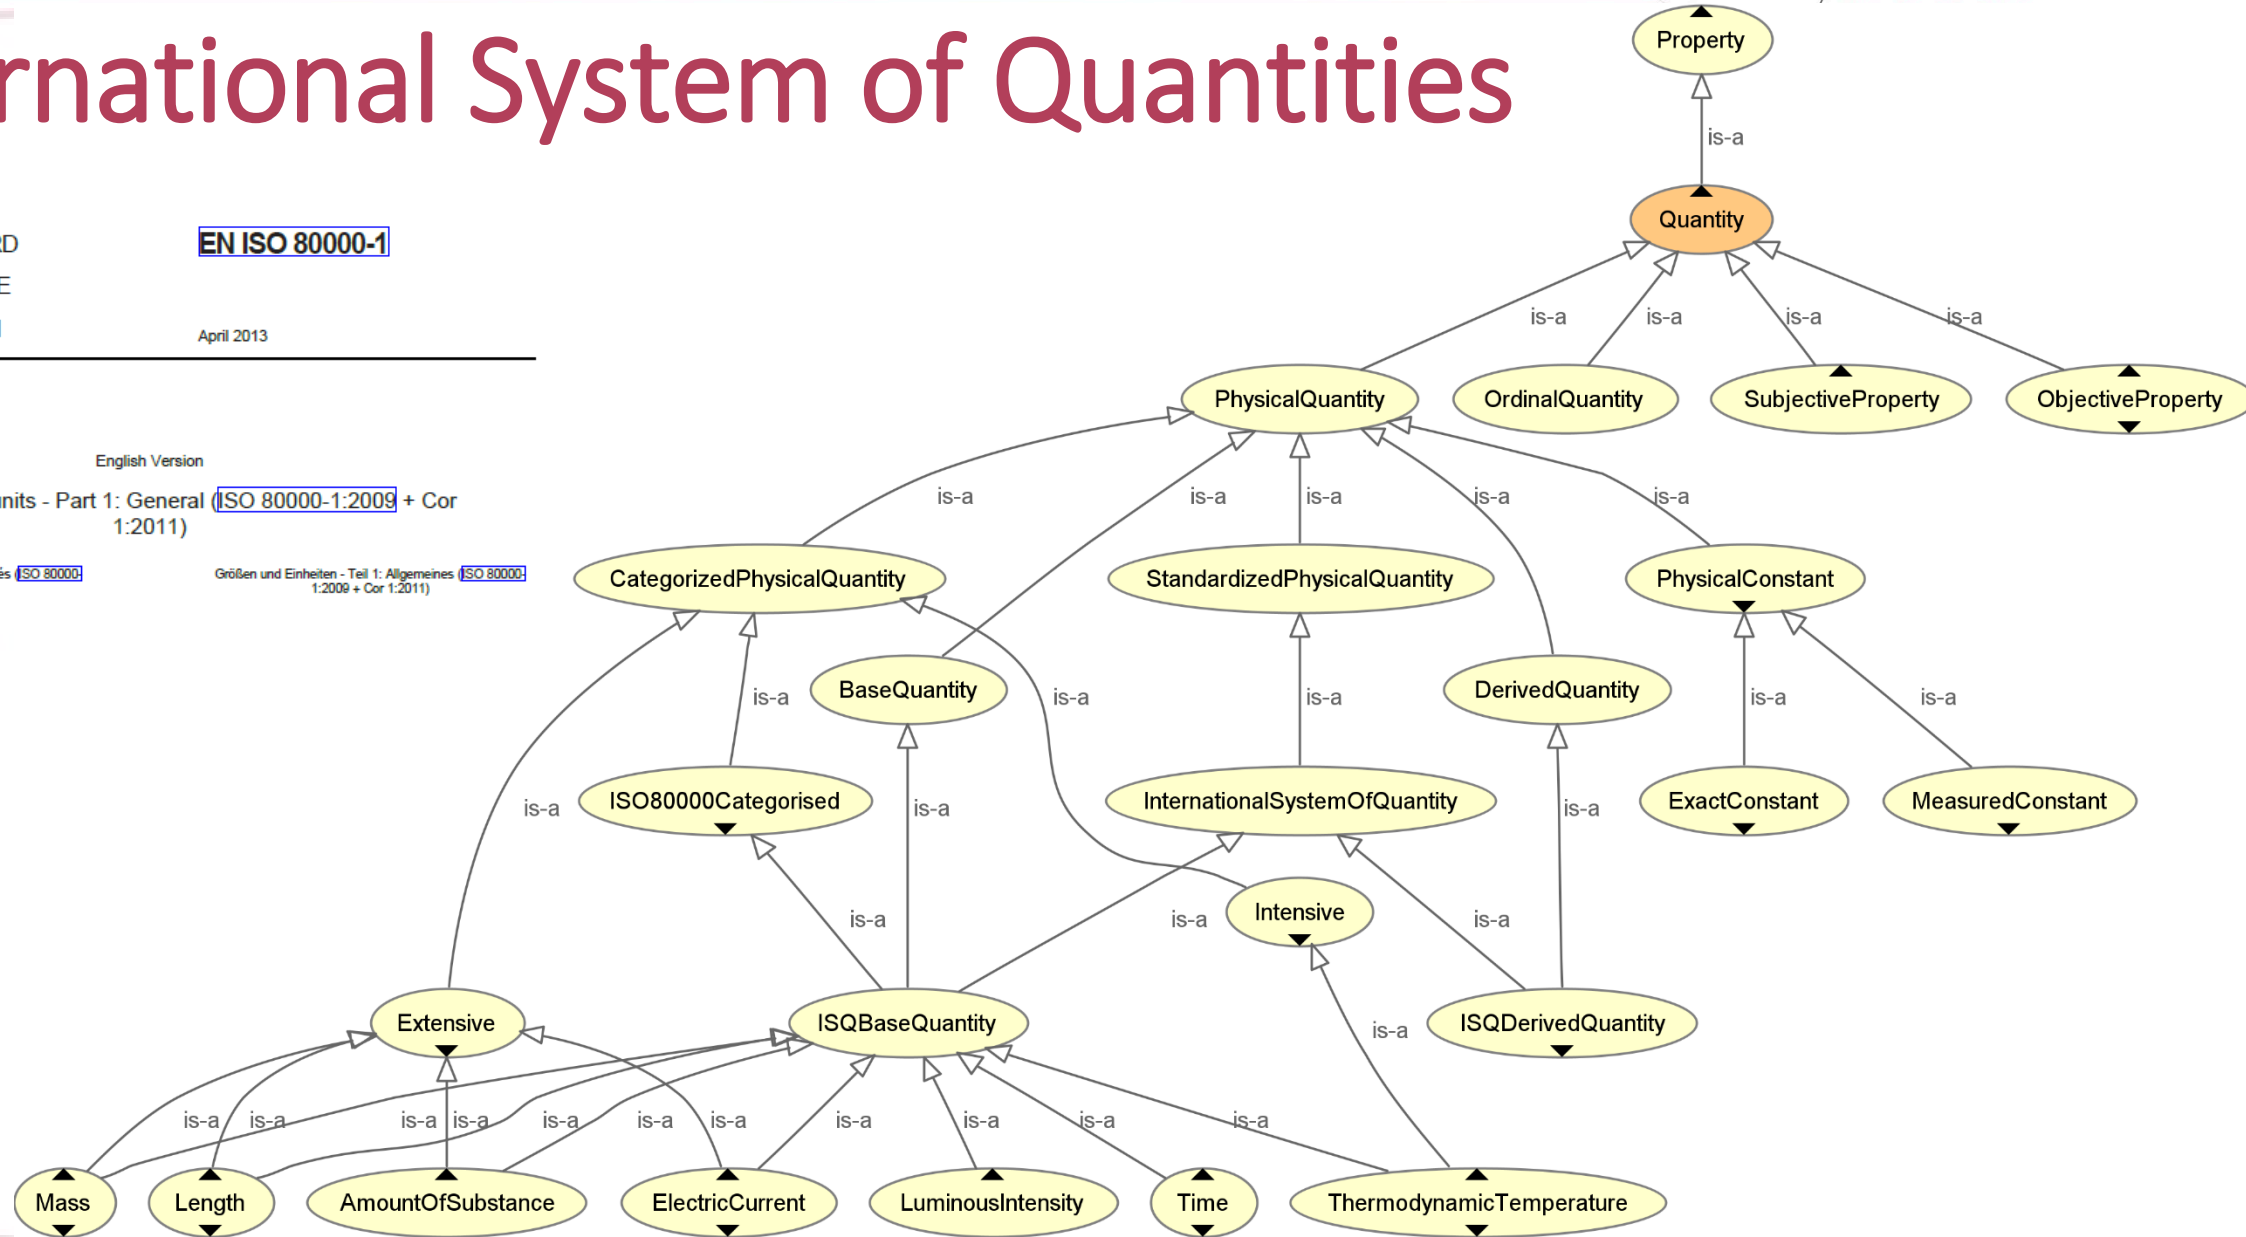 rnational System of Quantities
RD
EN ISO 80000-1
E
April 2013
English Version
nits - Part 1: General (ISO 80000-1:2009 + Cor
1:2011)
és (ISO 80000-
Größen und Einheiten - Teil 1: Allgemeines (ISO 80000-
1:2009 + Cor 1:2011)
Property
is-a
Quantity
is-a is-a is-a is-a
PhysicalQuantity OrdinalQuantity SubjectiveProperty ObjectiveProperty
is-a is-a is-a is-a is-a
CategorizedPhysicalQuantity StandardizedPhysicalQuantity PhysicalConstant
BaseQuantity DerivedQuantity
is-a is-a is-a is-a is-a
ISO80000Categorised InternationalSystemOfQuantity ExactConstant MeasuredConstant
is-a is-a is-a
Intensive
is-a is-a is-a
Extensive ISQBaseQuantity ISQDerivedQuantity
is-a
is-a is-a is-a is-a is-a is-a is-a is-a is-a is-a is-a
Mass Length AmountOfSubstance ElectricCurrent LuminousIntensity Time ThermodynamicTemperature